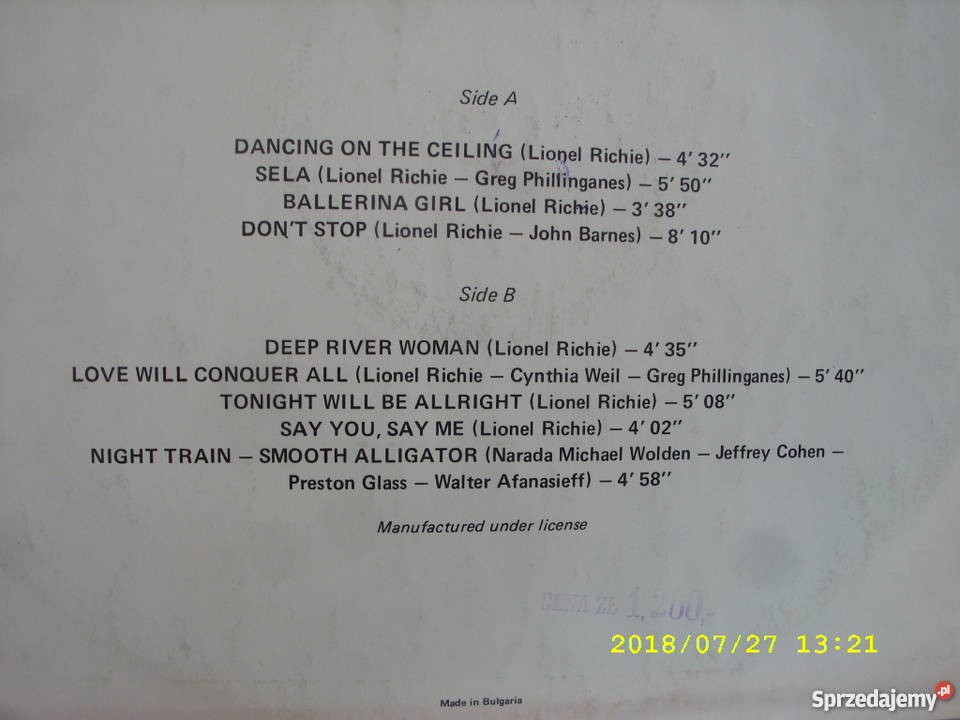 Side A
DANCING ON THE CEILING (Lionel Richie) – 4' 32''
SELA (Lionel Richie – Greg Phillinganes) – 5' 50''
BALLERINA GIRL (Lionel Richie) – 3' 38''
DON'T STOP (Lionel Richie – John Barnes) – 8' 10''
Side B
DEEP RIVER WOMAN (Lionel Richie) – 4' 35''
LOVE WILL CONQUER ALL (Lionel Richie – Cynthia Weil – Greg Phillinganes) – 5' 40''
TONIGHT WILL BE ALLRIGHT (Lionel Richie) – 5' 08''
SAY YOU, SAY ME (Lionel Richie) – 4' 02''
NIGHT TRAIN – SMOOTH ALLIGATOR (Narada Michael Wolden – Jeffrey Cohen –
Preston Glass – Walter Afanasieff) – 4' 58''
Manufactured under license
CENA ZŁ 1,200,-
2018/07/27 13:21
Made in Bulgaria
Sprzedajemy.pl